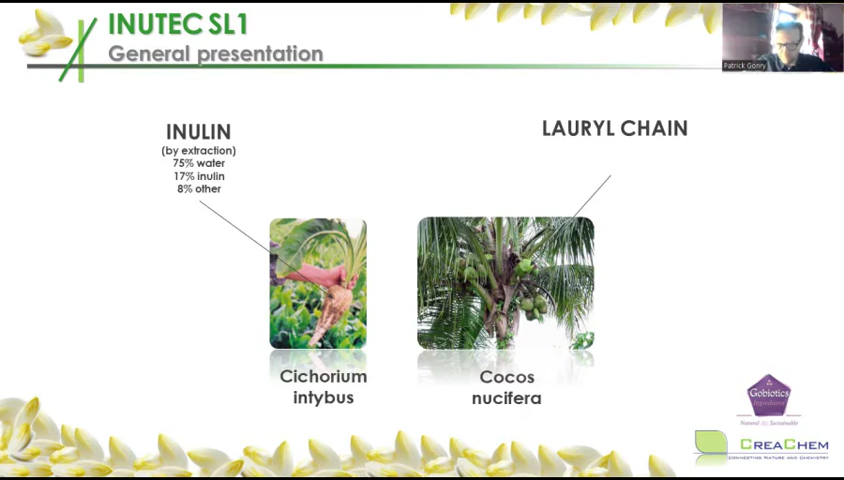 INUTEC SL1
General presentation
Patrick Gonry
INULIN
(by extraction)
75% water
17% inulin
8% other
LAURYL CHAIN
Cichorium
intybus
Cocos
nucifera
Gobiotics
Ingredients
Natural & Sustainable
CREACHEM
CONNECTING NATURE AND CHEMISTRY